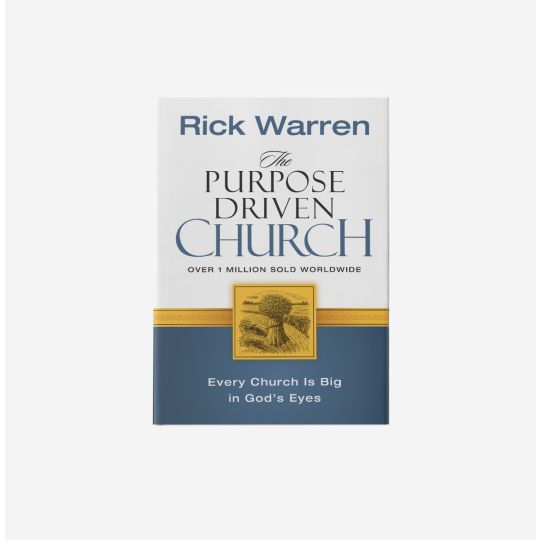 Rick Warren
The
PURPOSE
DRIVEN
CHURCH
OVER 1 MILLION SOLD WORLDWIDE
Every Church Is Big
in God's Eyes